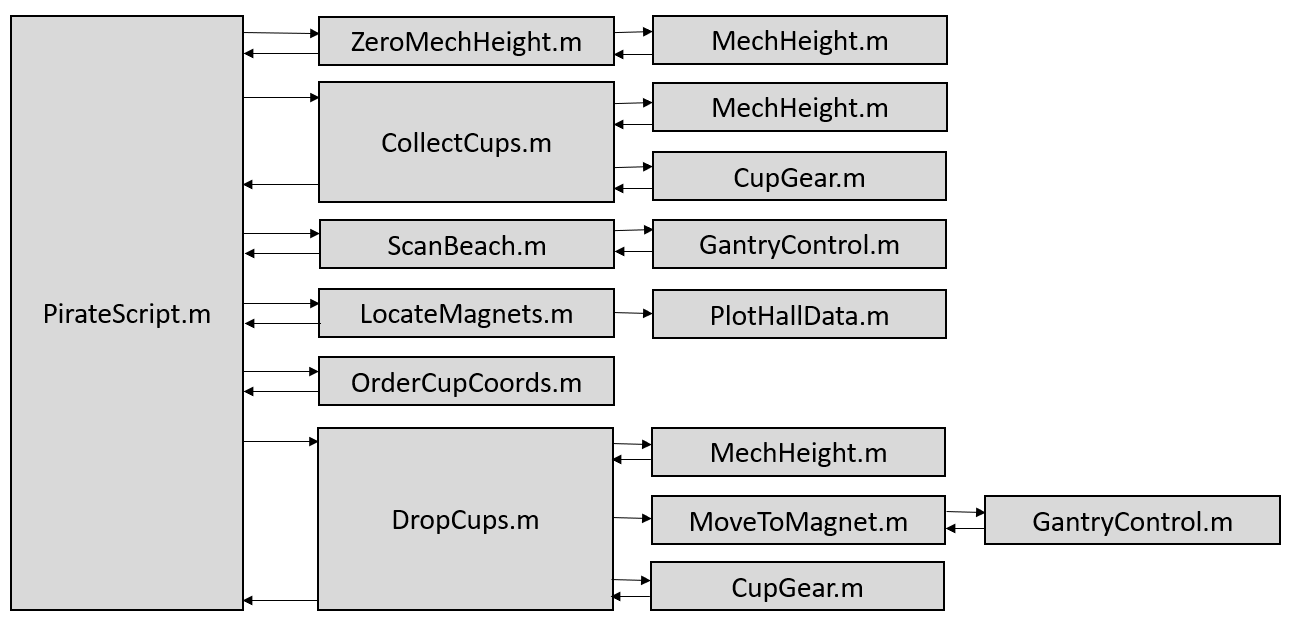 ZeroMechHeight.m
MechHeight.m
MechHeight.m
CollectCups.m
CupGear.m
ScanBeach.m
GantryControl.m
PirateScript.m
LocateMagnets.m
PlotHallData.m
OrderCupCoords.m
MechHeight.m
DropCups.m
MoveToMagnet.m
GantryControl.m
CupGear.m